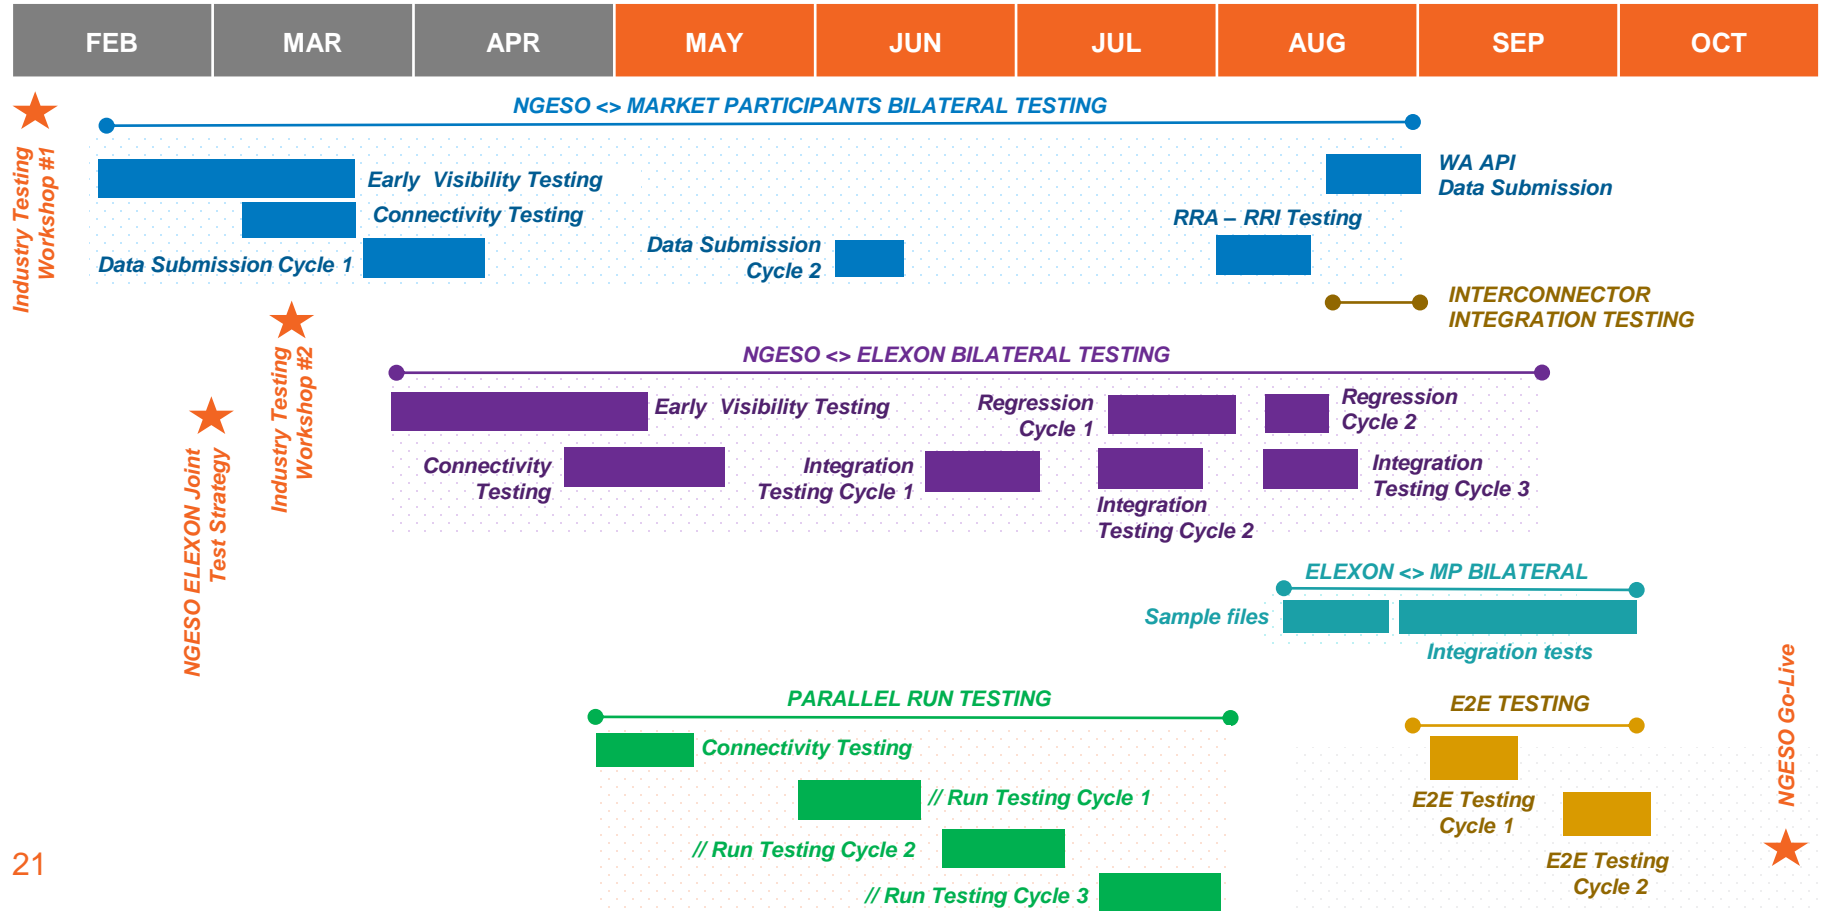 FEB MAR APR MAY JUN JUL AUG SEP OCT
NGESO <> MARKET PARTICIPANTS BILATERAL TESTING
Industry Testing
Workshop #1
Early Visibility Testing
Connectivity Testing
Data Submission Cycle 1
Data Submission
Cycle 2
RRA – RRI Testing
WA API
Data Submission
INTERCONNECTOR
INTEGRATION TESTING
Industry Testing
Workshop #2
NGESO ELEXON Joint
Test Strategy
NGESO <> ELEXON BILATERAL TESTING
Early Visibility Testing
Connectivity
Testing
Regression
Cycle 1
Regression
Cycle 2
Integration
Testing Cycle 1
Integration
Testing Cycle 2
Integration
Testing Cycle 3
ELEXON <> MP BILATERAL
Sample files
Integration tests
PARALLEL RUN TESTING
Connectivity Testing
// Run Testing Cycle 1
// Run Testing Cycle 2
// Run Testing Cycle 3
E2E TESTING
E2E Testing
Cycle 1
E2E Testing
Cycle 2
NGESO Go-Live
21